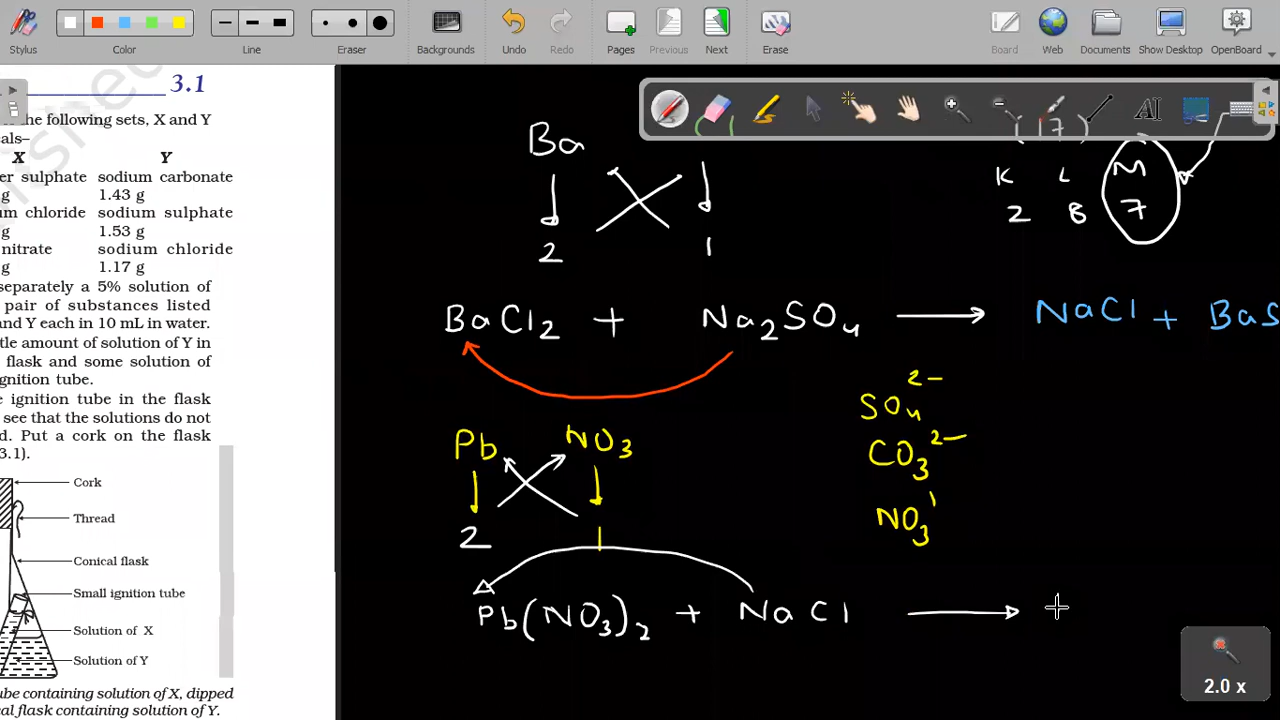 Stylus Color Line Eraser Backgrounds Undo Redo Pages Previous Next Erase Board Web Documents Show Desktop OpenBoard
3.1
the following sets, X and Y
als–
X Y
er sulphate sodium carbonate
g 1.43 g
m chloride sodium sulphate
g 1.53 g
nitrate sodium chloride
g 1.17 g
separately a 5% solution of
pair of substances listed
and Y each in 10 mL in water.
tle amount of solution of Y in
flask and some solution of
gnition tube.
e ignition tube in the flask
see that the solutions do not
d. Put a cork on the flask
3.1).
Cork
Thread
Conical flask
Small ignition tube
Solution of X
Solution of Y
ube containing solution of X, dipped
cal flask containing solution of Y.
Ba
2 1
BaCl2 + Na2SO4 → NaCl + BaS
Pb NO3
2 1
Pb(NO3)2 + NaCl →
SO4 2−
CO3 2−
NO3 1
(17)
K L M
2 8 7
2.0 x